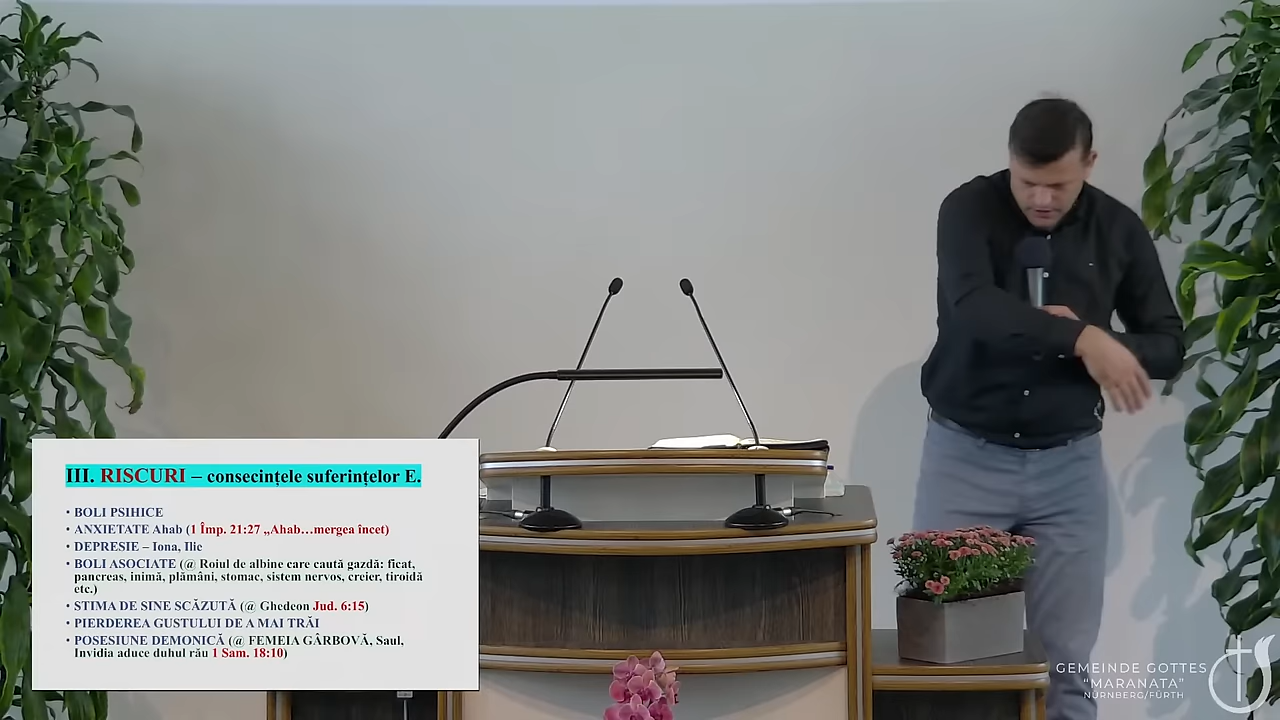 III. RISCURI – consecințele suferințelor E.
• BOLI PSIHICE
• ANXIETATE Ahab (1 Împ. 21:27 „Ahab…mergea încet)
• DEPRESIE – Iona, Ilie
• BOLI ASOCIATE (@ Roiul de albine care caută gazdă: ficat,
pancreas, inimă, plămâni, stomac, sistem nervos, creier, tiroidă
etc.)
• STIMA DE SINE SCĂZUTĂ (@ Ghedeon Jud. 6:15)
• PIERDEREA GUSTULUI DE A MAI TRĂI
• POSESIUNE DEMONICĂ (@ FEMEIA GÂRBOVĂ, Saul,
Invidia aduce duhul rău 1 Sam. 18:10)
GEMEINDE GOTTES
“MARANATA”
NÜRNBERG/FÜRTH